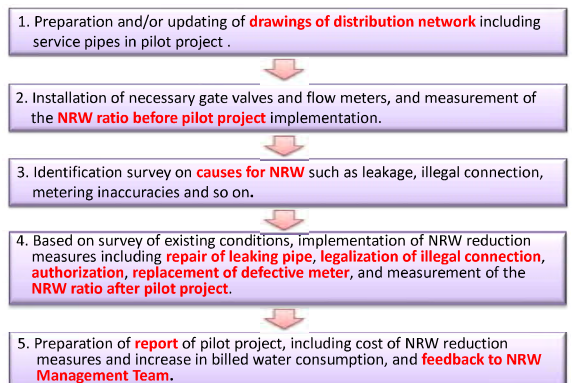 1. Preparation and/or updating of drawings of distribution network including
service pipes in pilot project .
2. Installation of necessary gate valves and flow meters, and measurement of
the NRW ratio before pilot project implementation.
3. Identification survey on causes for NRW such as leakage, illegal connection,
metering inaccuracies and so on.
4. Based on survey of existing conditions, implementation of NRW reduction
measures including repair of leaking pipe, legalization of illegal connection,
authorization, replacement of defective meter, and measurement of the
NRW ratio after pilot project.
5. Preparation of report of pilot project, including cost of NRW reduction
measures and increase in billed water consumption, and feedback to NRW
Management Team.